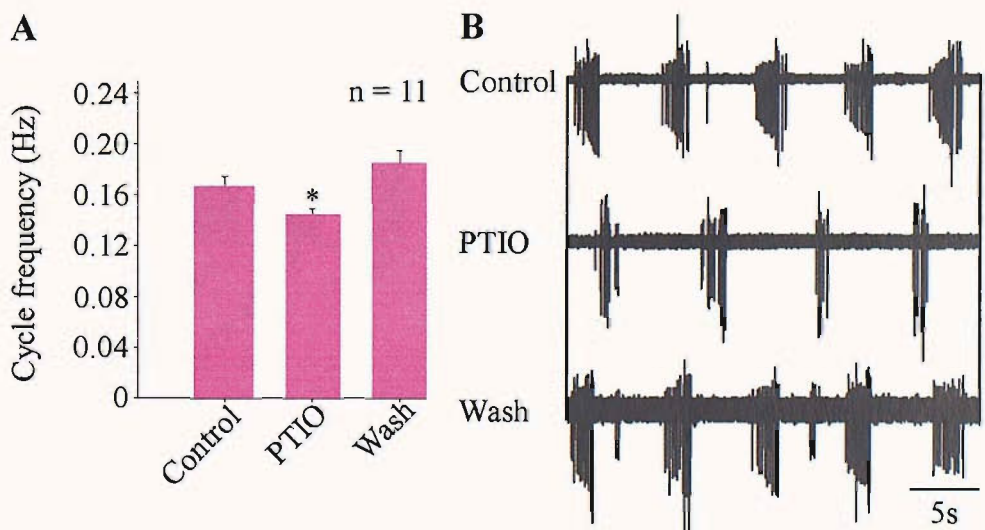 A
Cycle frequency (Hz)
0.24
0.20
0.16
0.12
0.08
0.04
0
n = 11
*
Control
PTIO
Wash
B
Control
PTIO
Wash
5s